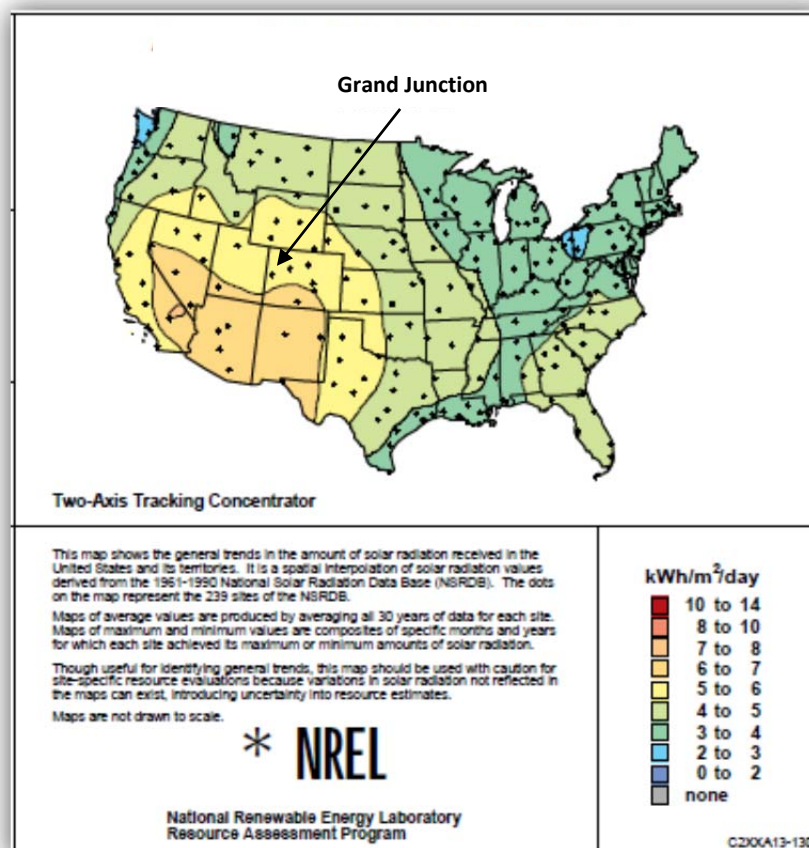 Grand Junction
Two-Axis Tracking Concentrator
This map shows the general trends in the amount of solar radiation received in the
United States and its territories. It is a spatial interpolation of solar radiation values
derived from the 1961-1990 National Solar Radiation Data Base (NSRDB). The dots
on the map represent the 239 sites of the NSRDB.
Maps of average values are produced by averaging all 30 years of data for each site.
Maps of maximum and minimum values are composites of specific months and years
for which each site achieved its maximum or minimum amounts of solar radiation.
Though useful for identifying general trends, this map should be used with caution for
site-specific resource evaluations because variations in solar radiation not reflected in
the maps can exist, introducing uncertainty into resource estimates.
Maps are not drawn to scale.
* NREL
National Renewable Energy Laboratory
Resource Assessment Program
kWh/m²/day
10 to 14
8 to 10
7 to 8
6 to 7
5 to 6
4 to 5
3 to 4
2 to 3
0 to 2
none